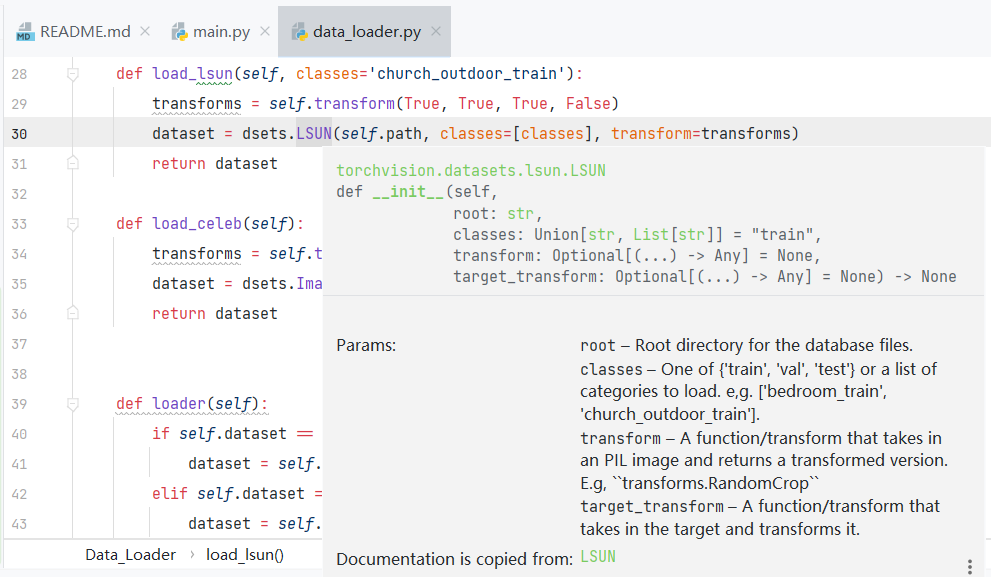 README.md
main.py
data_loader.py
28 def load_lsun(self, classes='church_outdoor_train'):
29 transforms = self.transform(True, True, True, False)
30 dataset = dsets.LSUN(self.path, classes=[classes], transform=transforms)
31 return dataset
32
33 def load_celeb(self):
34 transforms = self.t
35 dataset = dsets.Ima
36 return dataset
37
38
39 def loader(self):
40 if self.dataset ==
41 dataset = self.
42 elif self.dataset =
43 dataset = self.
torchvision.datasets.lsun.LSUN
def __init__(self,
root: str,
classes: Union[str, List[str]] = "train",
transform: Optional[(...) -> Any] = None,
target_transform: Optional[(...) -> Any] = None) -> None
Params:
root – Root directory for the database files.
classes – One of {'train', 'val', 'test'} or a list of
categories to load. e,g. ['bedroom_train',
'church_outdoor_train'].
transform – A function/transform that takes in
an PIL image and returns a transformed version.
E.g, ``transforms.RandomCrop``
target_transform – A function/transform that
takes in the target and transforms it.
Documentation is copied from: LSUN
Data_Loader › load_lsun()